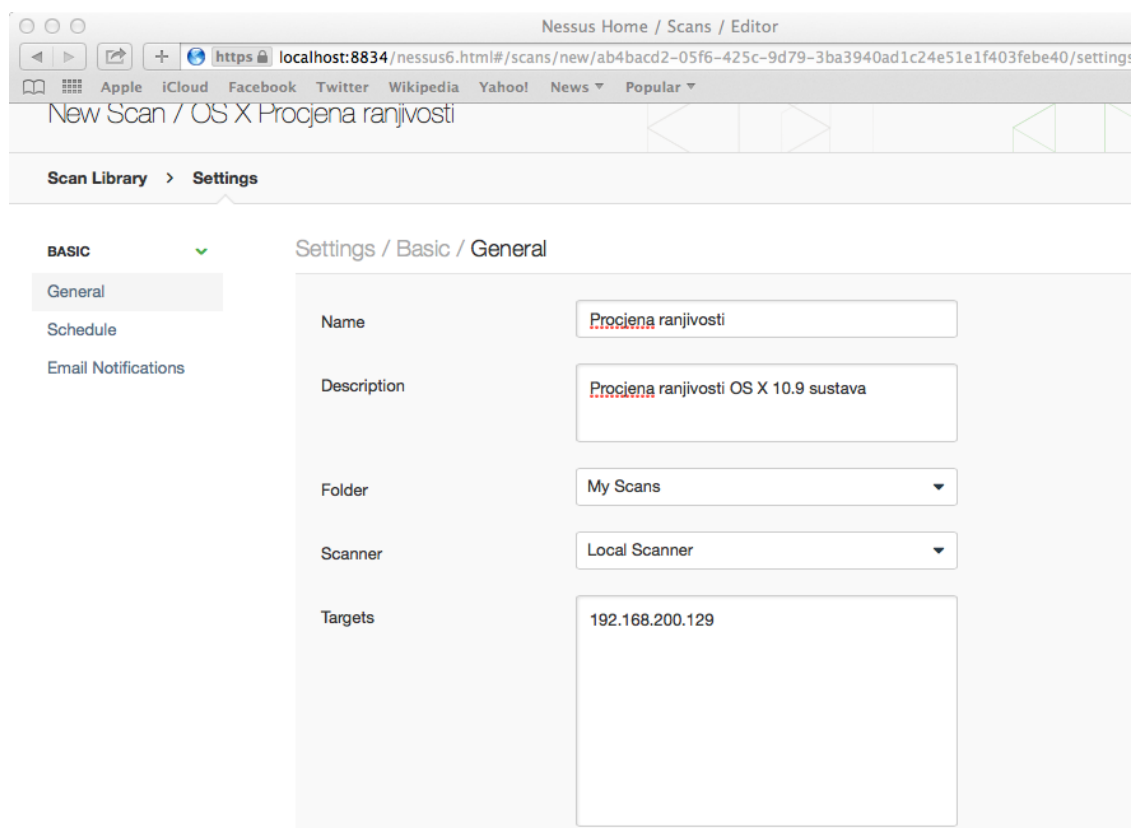 Nessus Home / Scans / Editor
https localhost:8834/nessus6.html#/scans/new/ab4bacd2-05f6-425c-9d79-3ba3940ad1c24e51e1f403febe40/settings
Apple iCloud Facebook Twitter Wikipedia Yahoo! News Popular
New Scan / OS X Procjena ranjivosti
Scan Library > Settings
BASIC
General
Schedule
Email Notifications
Settings / Basic / General
Name Procjena ranjivosti
Description Procjena ranjivosti OS X 10.9 sustava
Folder My Scans
Scanner Local Scanner
Targets 192.168.200.129